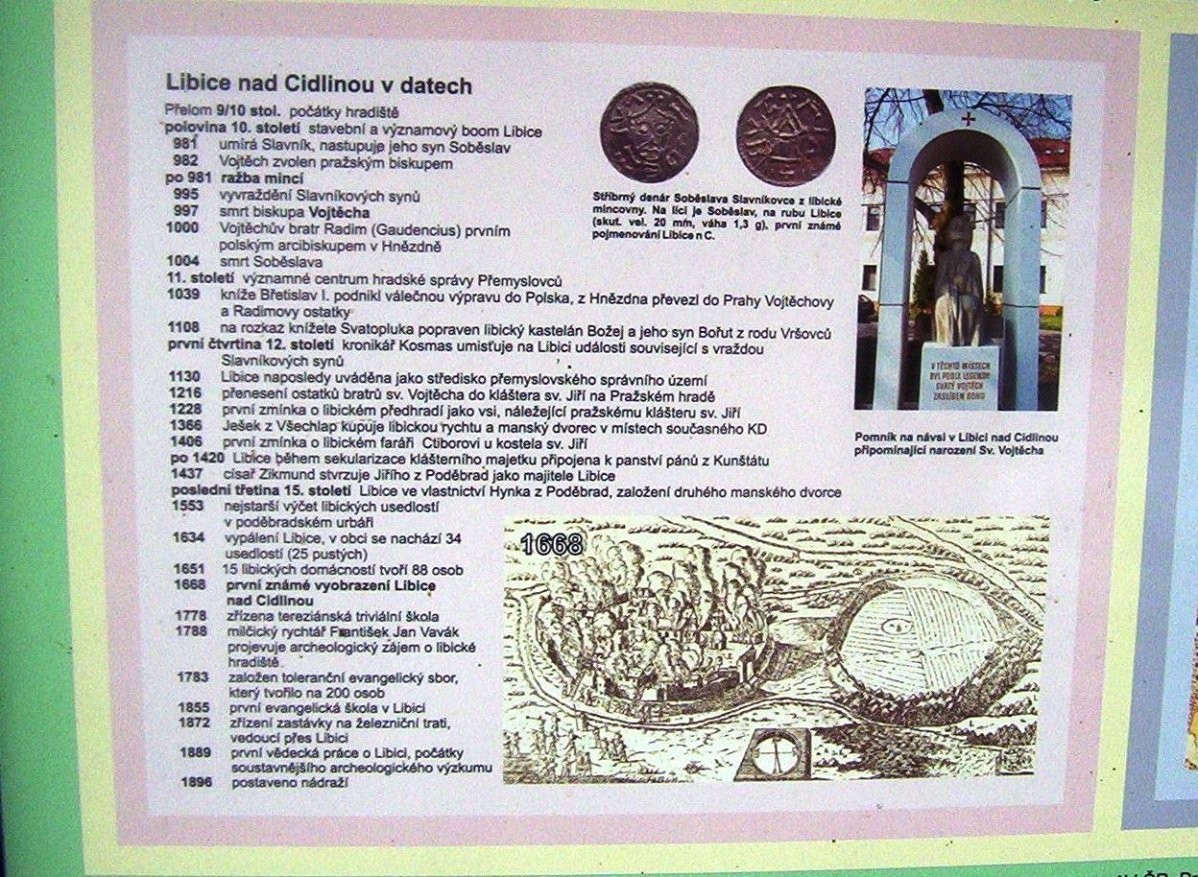 Libice nad Cidlinou v datech
Přelom 9/10 stol. počátky hradiště
polovina 10. století stavební a významový boom Libice
981 umírá Slavník, nastupuje jeho syn Soběslav
982 Vojtěch zvolen pražským biskupem
po 981 ražba mincí
995 vyvraždění Slavníkových synů
997 smrt biskupa Vojtěcha
1000 Vojtěchův bratr Radim (Gaudencius) prvním
polským arcibiskupem v Hnězdně
1004 smrt Soběslava
11. století významné centrum hradské správy Přemyslovců
1039 kníže Břetislav I. podnikl válečnou výpravu do Polska, z Hnězdna převezl do Prahy Vojtěchovy
a Radimovy ostatky
1108 na rozkaz knížete Svatopluka popraven libický kastelán Božej a jeho syn Bořut z rodu Vršovců
první čtvrtina 12. století kronikář Kosmas umisťuje na Libici události související s vraždou
Slavníkových synů
1130 Libice naposledy uváděna jako středisko přemyslovského správního území
1216 přenesení ostatků bratrů sv. Vojtěcha do kláštera sv. Jiří na Pražském hradě
1228 první zmínka o libickém předhradí jako vsi, náležející pražskému klášteru sv. Jiří
1366 Ješek z Všechlap kupuje libickou rychtu a manský dvorec v místech současného KD
1406 první zmínka o libickém faráři Ctiborovi u kostela sv. Jiří
po 1420 Libice během sekularizace klášterního majetku připojena k panství pánů z Kunštátu
1437 císař Zikmund stvrzuje Jiřího z Poděbrad jako majitele Libice
poslední třetina 15. století Libice ve vlastnictví Hynka z Poděbrad, založení druhého manského dvorce
1553 nejstarší výčet libických usedlostí
v poděbradském urbáři
1634 vypálení Libice, v obci se nachází 34
usedlostí (25 pustých)
1651 15 libických domácností tvoří 88 osob
1668 první známé vyobrazení Libice
nad Cidlinou
1778 zřízena tereziánská triviální škola
1788 milčický rychtář František Jan Vavák
projevuje archeologický zájem o libické
hradiště
1783 založen toleranční evangelický sbor,
který tvořilo na 200 osob
1855 první evangelická škola v Libici
1872 zřízení zastávky na železniční trati,
vedoucí přes Libici
1889 první vědecká práce o Libici, počátky
soustavnějšího archeologického výzkumu
1896 postaveno nádraží
Stříbrný denár Soběslava Slavníkovce z libické
mincovny. Na líci je Soběslav, na rubu Libice
(skut. vel. 20 mm, váha 1,3 g), první známé
pojmenování Libice n C.
V TĚCHTO MÍSTECH
BYL PODLE LEGENDY
SVATÝ VOJTĚCH
ZASLÍBEN BOHU
Pomník na návsi v Libici nad Cidlinou
připomínající narození Sv. Vojtěcha
1668